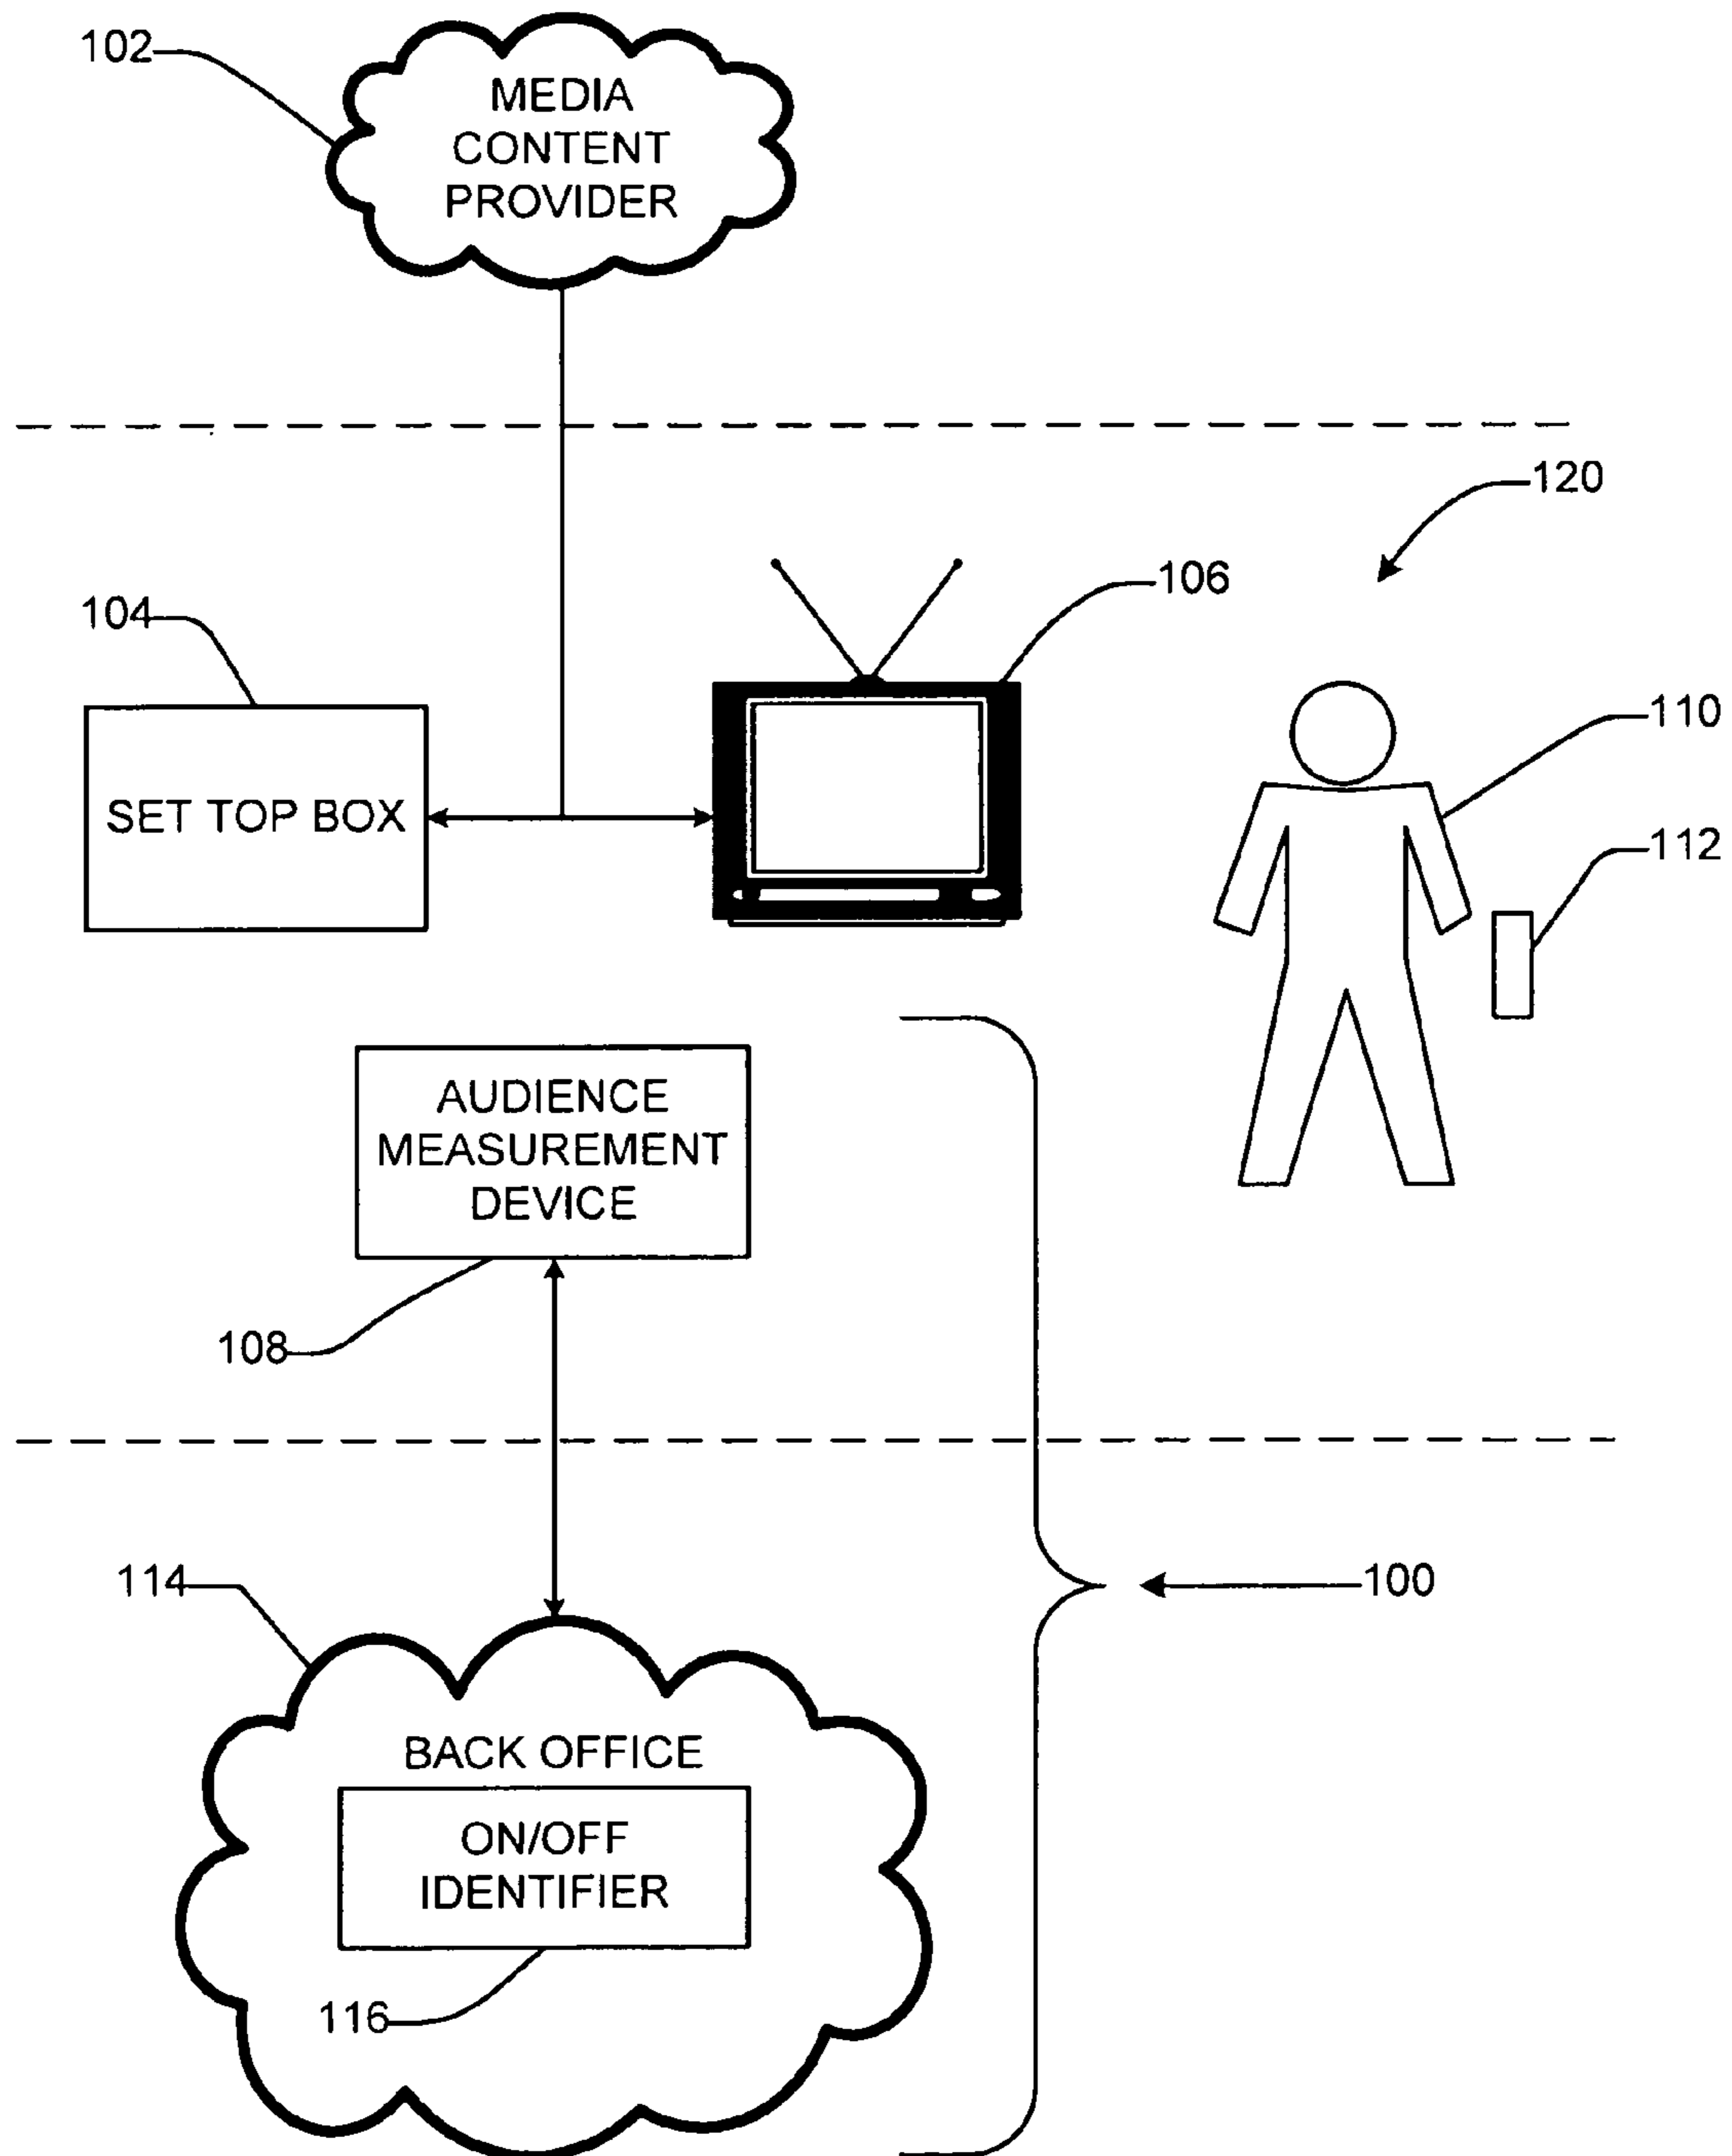 102
MEDIA
CONTENT
PROVIDER
120
106
104
110
SET TOP BOX
112
AUDIENCE
MEASUREMENT
DEVICE
108
114
100
BACK OFFICE
ON/OFF
IDENTIFIER
116